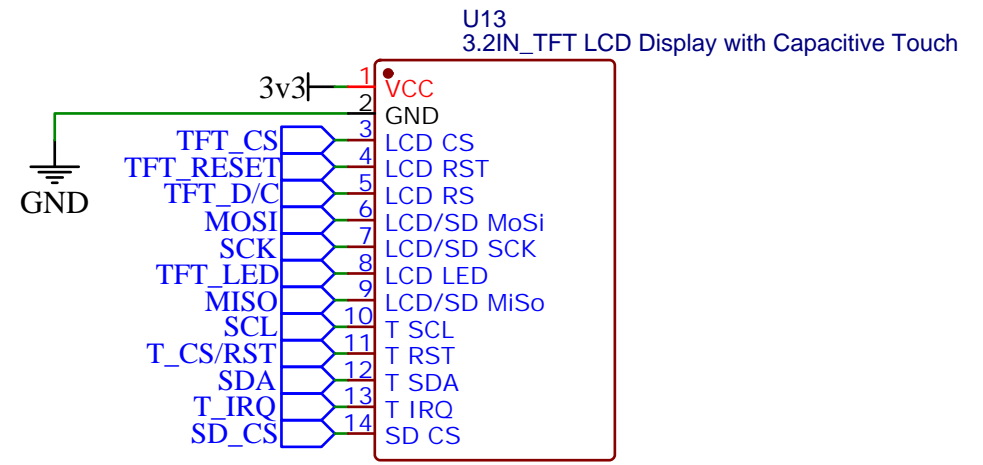 U13
3.2IN_TFT LCD Display with Capacitive Touch
3v3 1 VCC
2 GND
TFT_CS 3 LCD CS
TFT_RESET 4 LCD RST
TFT_D/C 5 LCD RS
MOSI 6 LCD/SD MoSi
SCK 7 LCD/SD SCK
TFT_LED 8 LCD LED
MISO 9 LCD/SD MiSo
SCL 10 T SCL
T_CS/RST 11 T RST
SDA 12 T SDA
T_IRQ 13 T IRQ
SD_CS 14 SD CS
GND